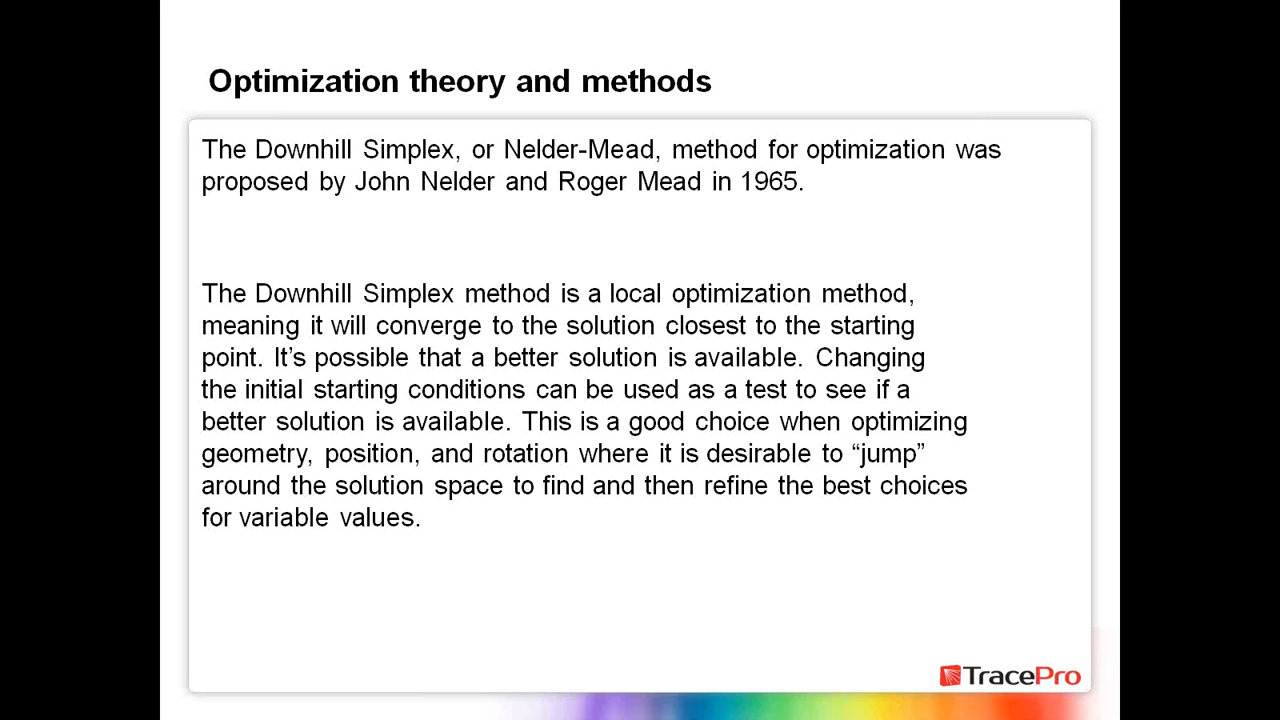 Optimization theory and methods
The Downhill Simplex, or Nelder-Mead, method for optimization was
proposed by John Nelder and Roger Mead in 1965.
The Downhill Simplex method is a local optimization method,
meaning it will converge to the solution closest to the starting
point. It’s possible that a better solution is available. Changing
the initial starting conditions can be used as a test to see if a
better solution is available. This is a good choice when optimizing
geometry, position, and rotation where it is desirable to “jump”
around the solution space to find and then refine the best choices
for variable values.
TracePro